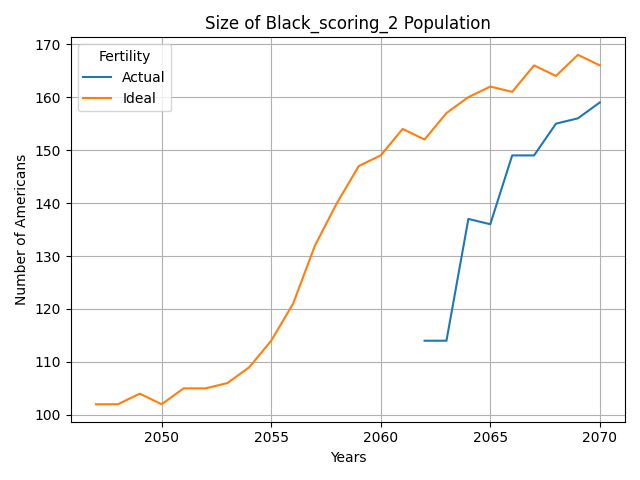 Size of Black_scoring_2 Population
Fertility
Actual
Ideal
Number of Americans
170
160
150
140
130
120
110
100
2050
2055
2060
2065
2070
Years